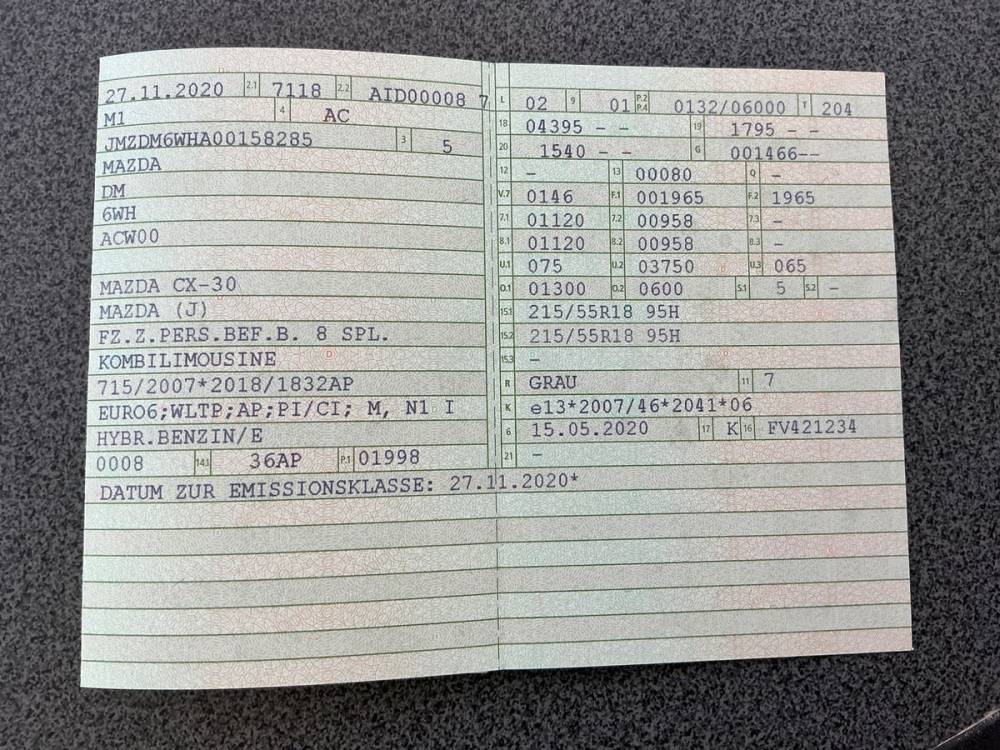 27.11.2020 2.1 7118 2.2 AID00008 7
M1 4 AC
JMZDM6WHA00158285 3 5
MAZDA
DM
6WH
ACW00
MAZDA CX-30
MAZDA (J)
FZ.Z.PERS.BEF.B. 8 SPL.
KOMBILIMOUSINE
715/2007*2018/1832AP
EURO6;WLTP;AP;PI/CI; M, N1 I
HYBR.BENZIN/E
0008 14.1 36AP P.1 01998
DATUM ZUR EMISSIONSKLASSE: 27.11.2020*
L 02 9 01 P.2 P.4 0132/06000 T 204
18 04395 - - 19 1795 - -
20 1540 - - G 001466--
12 - 13 00080 Q -
V.7 0146 F.1 001965 F.2 1965
7.1 01120 7.2 00958 7.3 -
8.1 01120 8.2 00958 8.3 -
U.1 075 U.2 03750 U.3 065
O.1 01300 O.2 0600 S.1 5 S.2 -
15.1 215/55R18 95H
15.2 215/55R18 95H
15.3 -
R GRAU 11 7
K e13*2007/46*2041*06
6 15.05.2020 17 K 16 FV421234
21 -